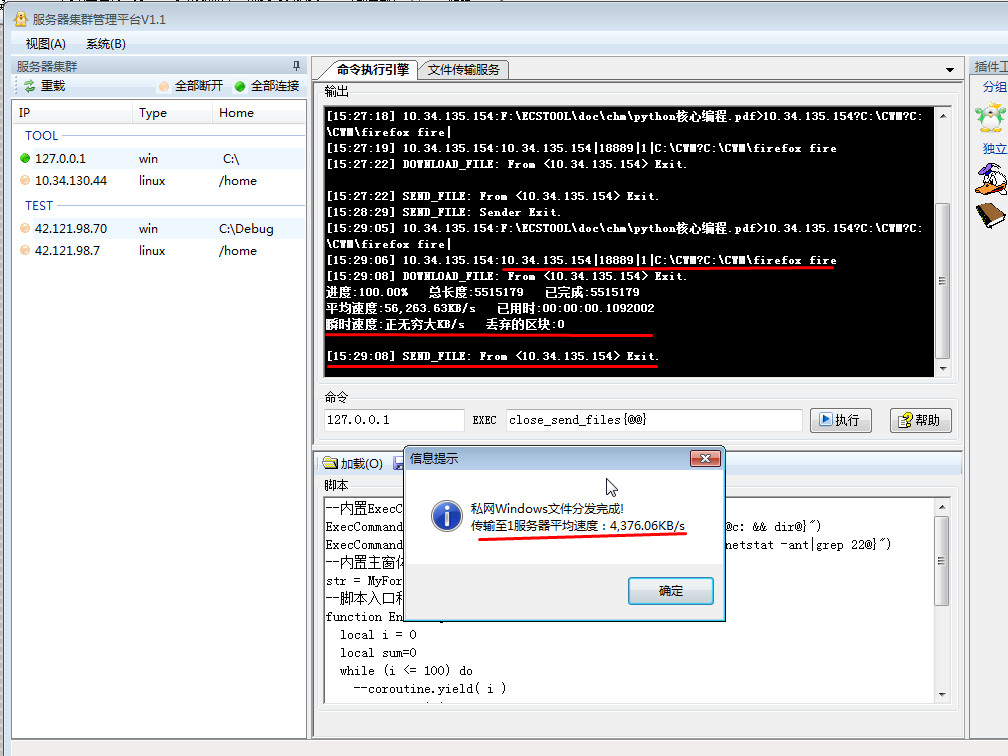 服务器集群管理平台V1.1
视图(A) 系统(B)
服务器集群
重载 全部断开 全部连接
IP Type Home
TOOL
127.0.0.1 win C:\
10.34.130.44 linux /home
TEST
42.121.98.70 win C:\Debug
42.121.98.7 linux /home
命令执行引擎 文件传输服务
输出
[15:27:18] 10.34.135.154:F:\ECSTOOL\doc\chm\python核心编程.pdf>10.34.135.154?C:\CWM?C:
\CWM\firefox fire|
[15:27:19] 10.34.135.154:10.34.135.154|18889|1|C:\CWM?C:\CWM\firefox fire
[15:27:22] DOWNLOAD_FILE: From <10.34.135.154> Exit.
[15:27:22] SEND_FILE: From <10.34.135.154> Exit.
[15:28:29] SEND_FILE: Sender Exit.
[15:29:05] 10.34.135.154:F:\ECSTOOL\doc\chm\python核心编程.pdf>10.34.135.154?C:\CWM?C:
\CWM\firefox fire|
[15:29:06] 10.34.135.154:10.34.135.154|18889|1|C:\CWM?C:\CWM\firefox fire
[15:29:08] DOWNLOAD_FILE: From <10.34.135.154> Exit.
进度:100.00% 总长度:5515179 已完成:5515179
平均速度:56,263.63KB/s 已用时:00:00:00.1092002
瞬时速度:正无穷大KB/s 丢弃的区块:0
[15:29:08] SEND_FILE: From <10.34.135.154> Exit.
命令
127.0.0.1 EXEC close_send_files{@@} 执行 帮助
加载(O)
脚本
--内置ExecC
ExecCommand @c: && dir@}")
ExecCommand netstat -ant|grep 22@}")
--内置主窗体
str = MyFor
--脚本入口
function En
local i = 0
local sum=0
while (i <= 100) do
--coroutine.yield( i )
信息提示
私网Windows文件分发完成!
传输至1服务器平均速度：4,376.06KB/s
确定
插件工
分组
独立